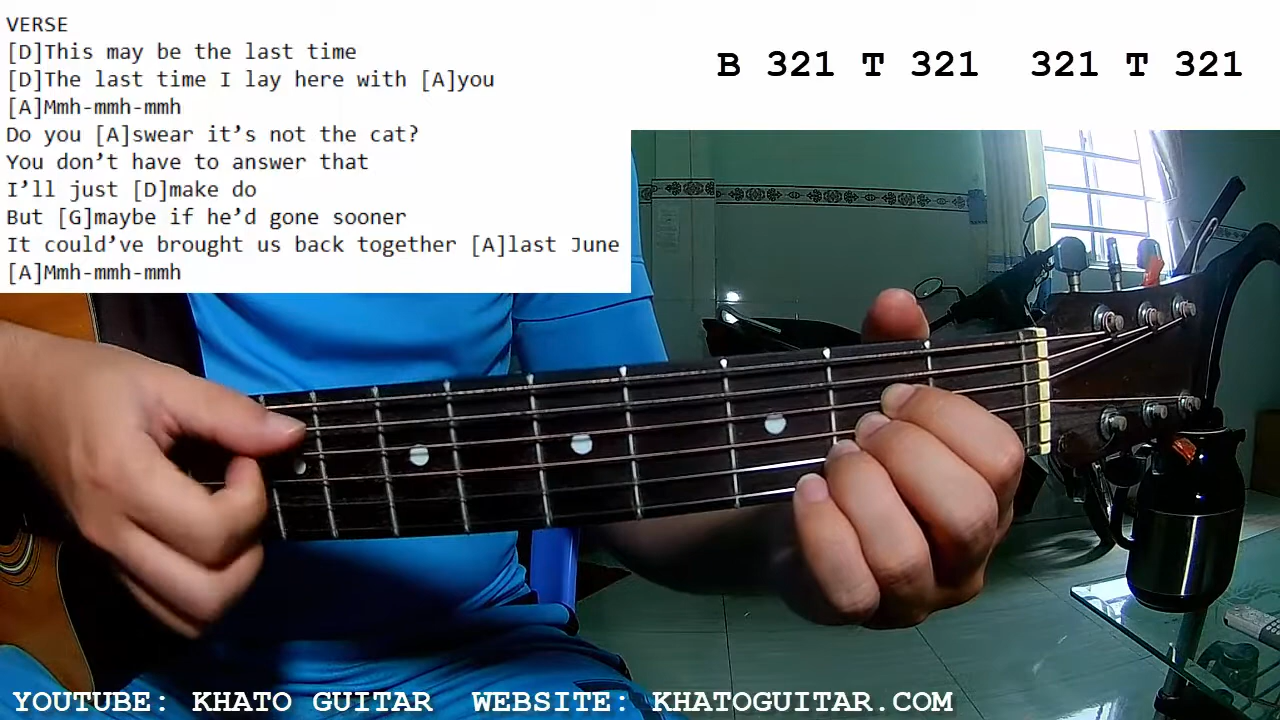 VERSE
[D]This may be the last time
[D]The last time I lay here with [A]you
[A]Mmh-mmh-mmh
Do you [A]swear it’s not the cat?
You don’t have to answer that
I’ll just [D]make do
But [G]maybe if he’d gone sooner
It could’ve brought us back together [A]last June
[A]Mmh-mmh-mmh
B 321 T 321  321 T 321
YOUTUBE: KHATO GUITAR  WEBSITE: KHATOGUITAR.COM